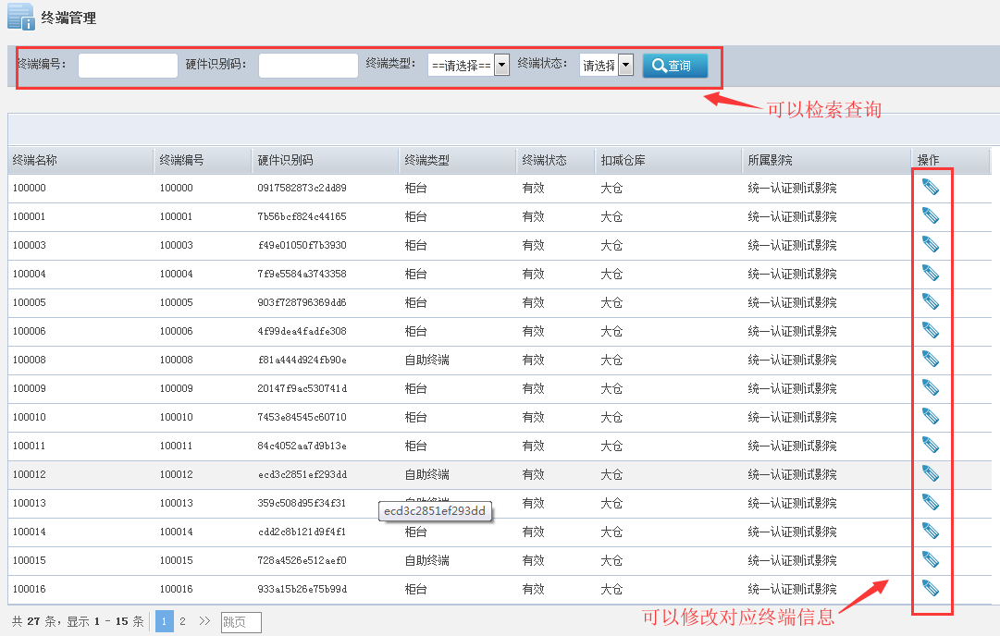 终端管理
终端编号： 硬件识别码： 终端类型： ==请选择== 终端状态： 请选择 查询
可以检索查询
终端名称 终端编号 硬件识别码 终端类型 终端状态 扣减仓库 所属影院 操作
100000 100000 0917582873c2dd89 柜台 有效 大仓 统一认证测试影院
100001 100001 7b56bcf824c44165 柜台 有效 大仓 统一认证测试影院
100003 100003 f49e01050f7b3930 柜台 有效 大仓 统一认证测试影院
100004 100004 7f9e5584a3743358 柜台 有效 大仓 统一认证测试影院
100005 100005 903f728796369dd6 柜台 有效 大仓 统一认证测试影院
100006 100006 4f99dea4fadfe308 柜台 有效 大仓 统一认证测试影院
100008 100008 f81a444d924fb90e 自助终端 有效 大仓 统一认证测试影院
100009 100009 20147f9ac530741d 柜台 有效 大仓 统一认证测试影院
100010 100010 7453e84545c60710 柜台 有效 大仓 统一认证测试影院
100011 100011 84c4052aa7d9b13e 柜台 有效 大仓 统一认证测试影院
100012 100012 ecd3c2851ef293dd 自助终端 有效 大仓 统一认证测试影院
100013 100013 359c508d95f34f31 自助终端 有效 大仓 统一认证测试影院
ecd3c2851ef293dd
100014 100014 cdd2c8b121d9f4f1 柜台 有效 大仓 统一认证测试影院
100015 100015 728a4526e512aef0 自助终端 有效 大仓 统一认证测试影院
100016 100016 933a15b26e75b99d 柜台 有效 大仓 统一认证测试影院
可以修改对应终端信息
共 27 条，显示 1 - 15 条 1 2 >> 跳页